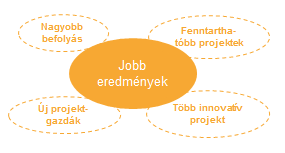 Nagyobb
befolyás
Fenntartha-
tóbb projektek
Jobb
eredmények
Új projekt-
gazdák
Több innovatív
projekt